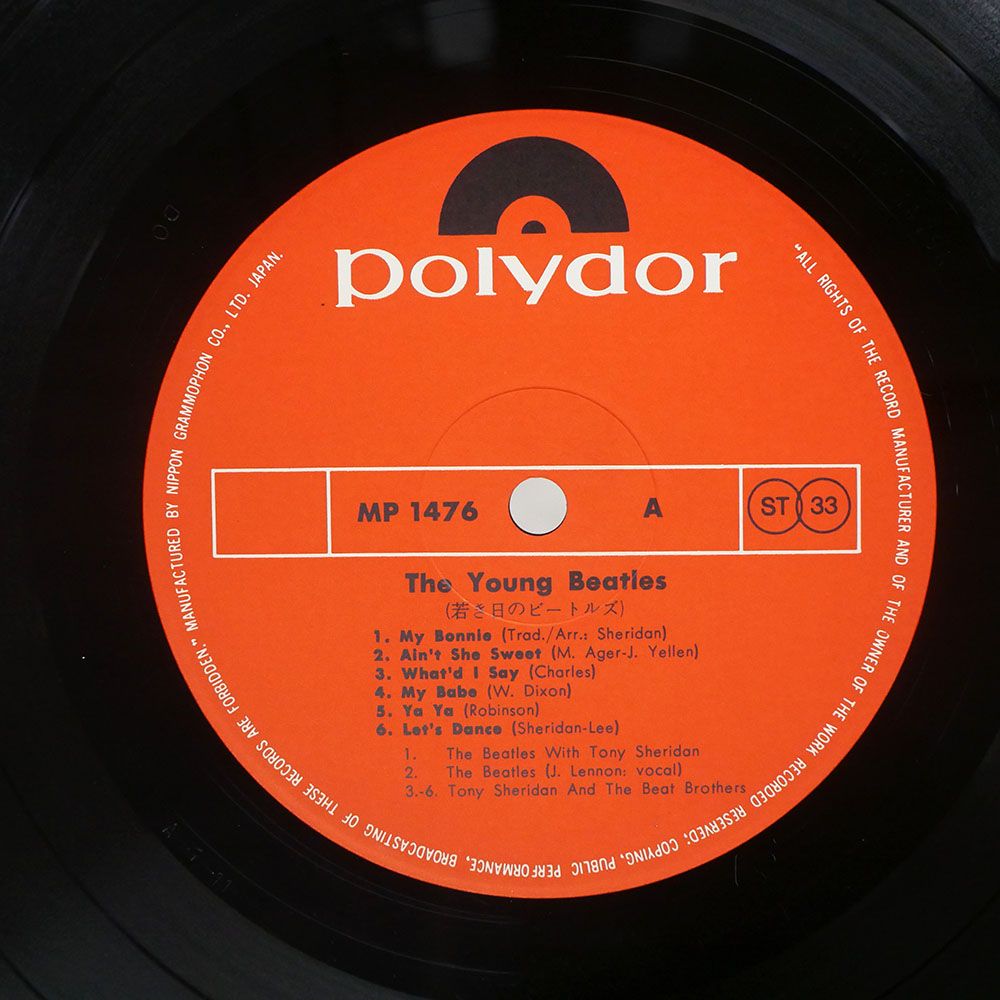 polydor
MP 1476 A ST 33
The Young Beatles
(若き日のビートルズ)
1. My Bonnie (Trad./Arr.: Sheridan)
2. Ain't She Sweet (M. Ager-J. Yellen)
3. What'd I Say (Charles)
4. My Babe (W. Dixon)
5. Ya Ya (Robinson)
6. Let's Dance (Sheridan-Lee)
1. The Beatles With Tony Sheridan
2. The Beatles (J. Lennon: vocal)
3.-6. Tony Sheridan And The Beat Brothers
"ALL RIGHTS OF THE RECORD MANUFACTURER AND OF THE OWNER OF THE WORK RECORDED RESERVED; COPYING, PUBLIC PERFORMANCE, BROADCASTING OF THESE RECORDS ARE FORBIDDEN." MANUFACTURED BY NIPPON GRAMMOPHON CO., LTD. JAPAN.